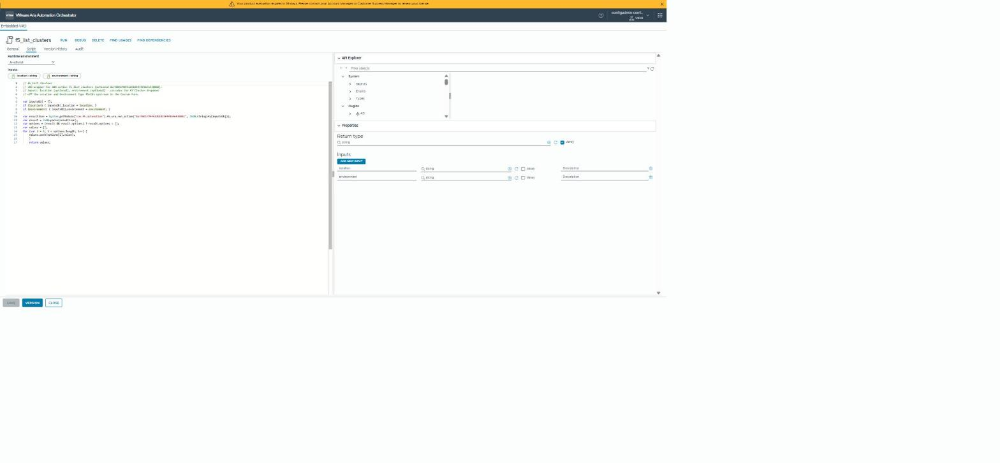 Your product evaluation expires in 39 days. Please contact your Account Manager or Customer Success Manager to renew your license.
vmw VMware Aria Automation Orchestrator
configadmin config...
VIDM
Embedded-VRO
f5_list_clusters RUN DEBUG DELETE FIND USAGES FIND DEPENDENCIES
General Script Version History Audit
Runtime Environment
JavaScript
Inputs
location : string environment : string
1 // f5_list_clusters
2 // vRO wrapper for ABX action f5_list_clusters
3 // Inputs: location (optional), environment (optional) - cascades the F5 Cluster dropdown
4 // off the Location and Environment Type fields upstream in the Custom Form.
5
6 var inputsObj = {};
7 if (location) { inputsObj.location = location; }
8 if (environment) { inputsObj.environment = environment; }
9
10 var resultJson = System.getModule("com.f5.automation").f5_vra_run_action( JSON.stringify(inputsObj));
11 var result = JSON.parse(resultJson);
12 var options = (result && result.options) ? result.options : [];
13 var values = [];
14 for (var i = 0; i < options.length; i++) {
15 values.push(options[i].value);
16 }
17 return values;
API Explorer
Filter objects
System
Objects
Enums
Types
Plugins
AD
Properties
Return type
string Array
Inputs
ADD NEW INPUT
location string Array Description
environment string Array Description
SAVE VERSION CLOSE